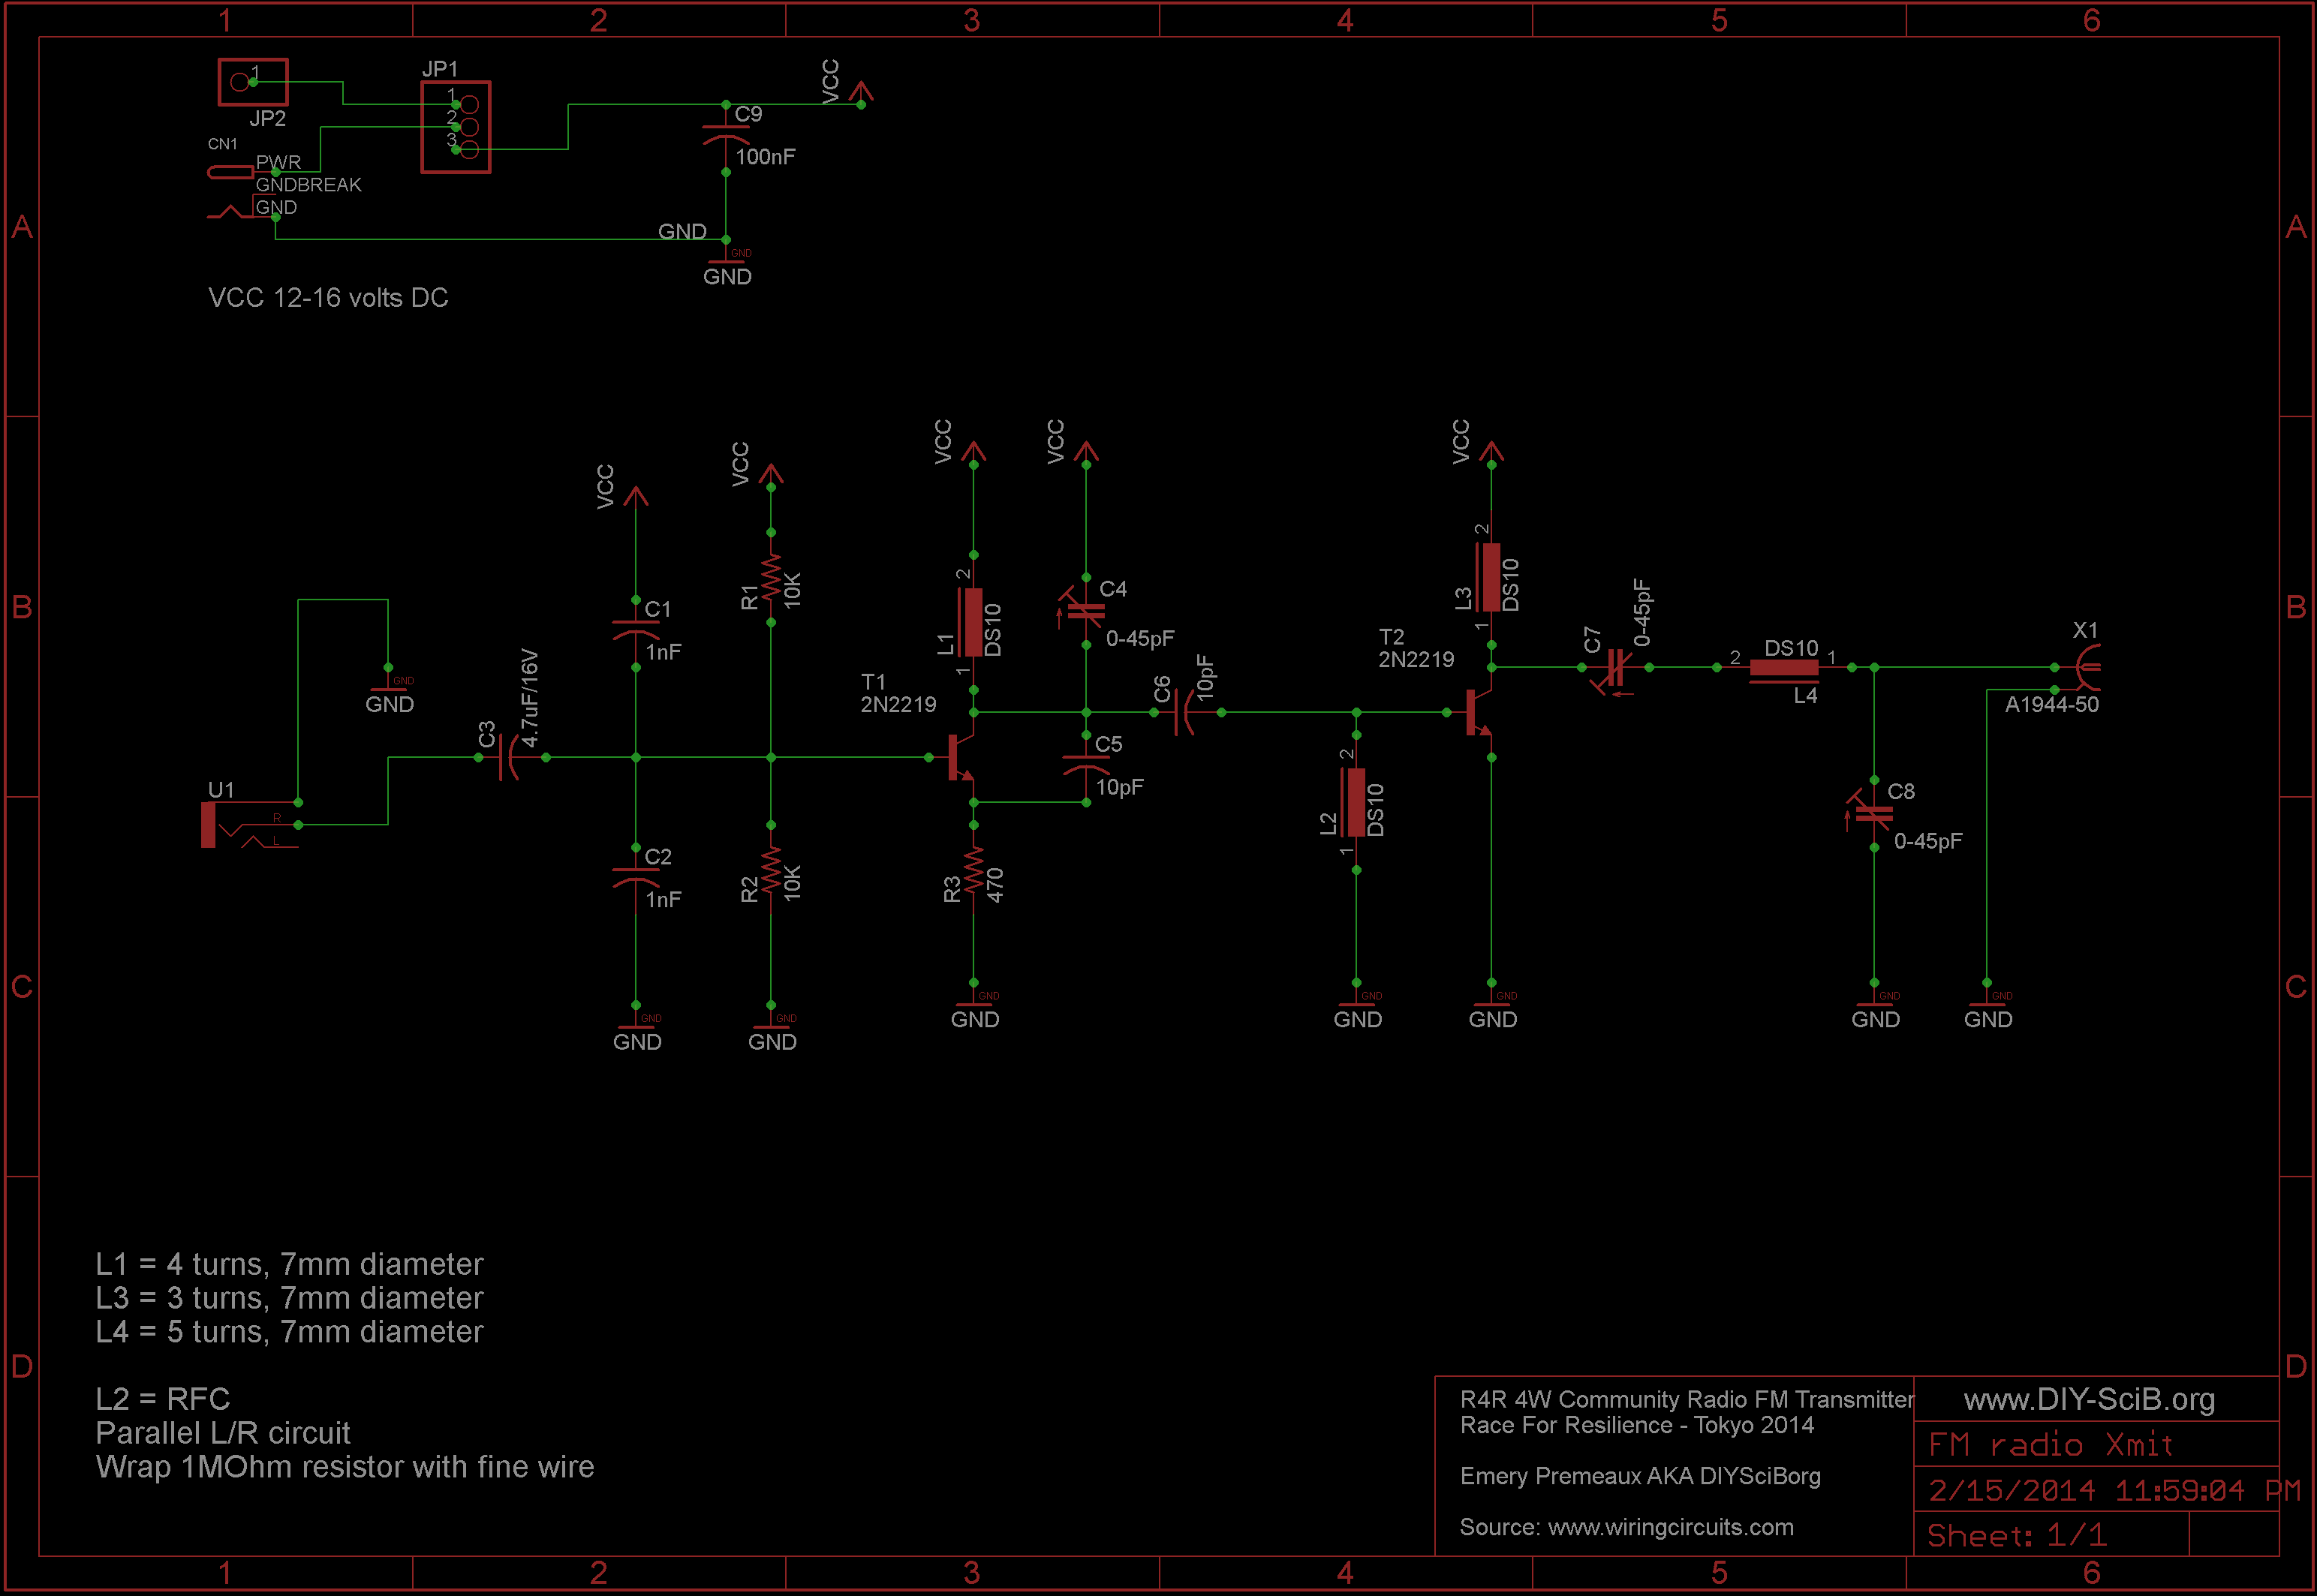 1 2 3 4 5 6
A A
B B
C C
D D
1
JP2
JP1
1
2
3
CN1
PWR
GNDBREAK
GND
C9
100nF
VCC
GND
GND
GND
VCC 12-16 volts DC
VCC
VCC
VCC
VCC
VCC
GND
GND
U1
R
L
C3
4.7uF/16V
C1
1nF
C2
1nF
GND
GND
R1
10K
R2
10K
GND
GND
T1
2N2219
2
L1
DS10
1
C4
0-45pF
C5
10pF
R3
470
GND
GND
C6
10pF
2
L2
DS10
1
GND
GND
T2
2N2219
2
L3
DS10
1
GND
GND
C7
0-45pF
2
DS10
1
L4
C8
0-45pF
GND
GND
X1
A1944-50
GND
GND
L1 = 4 turns, 7mm diameter
L3 = 3 turns, 7mm diameter
L4 = 5 turns, 7mm diameter
L2 = RFC
Parallel L/R circuit
Wrap 1MOhm resistor with fine wire
R4R 4W Community Radio FM Transmitter
Race For Resilience - Tokyo 2014
Emery Premeaux AKA DIYSciBorg
Source: www.wiringcircuits.com
www.DIY-SciB.org
FM radio Xmit
2/15/2014 11:59:04 PM
Sheet: 1/1
1 2 3 4 5 6